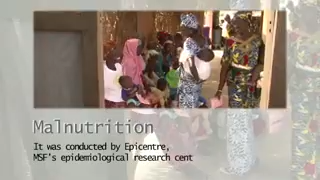 Malnutrition
It was conducted by Epicentre,
MSF's epidemiological research cent